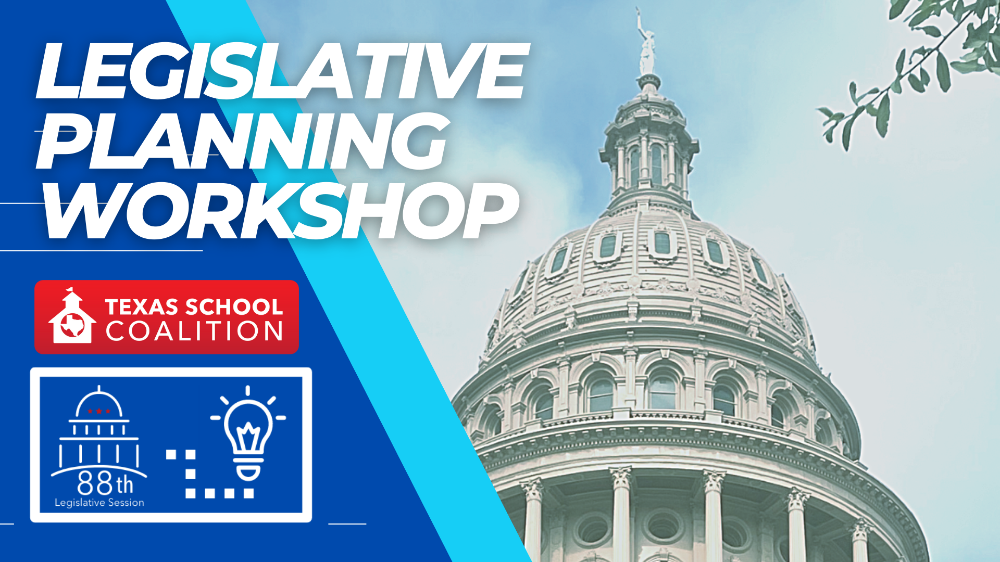 LEGISLATIVE
PLANNING
WORKSHOP
TEXAS SCHOOL
COALITION
88th
Legislative Session